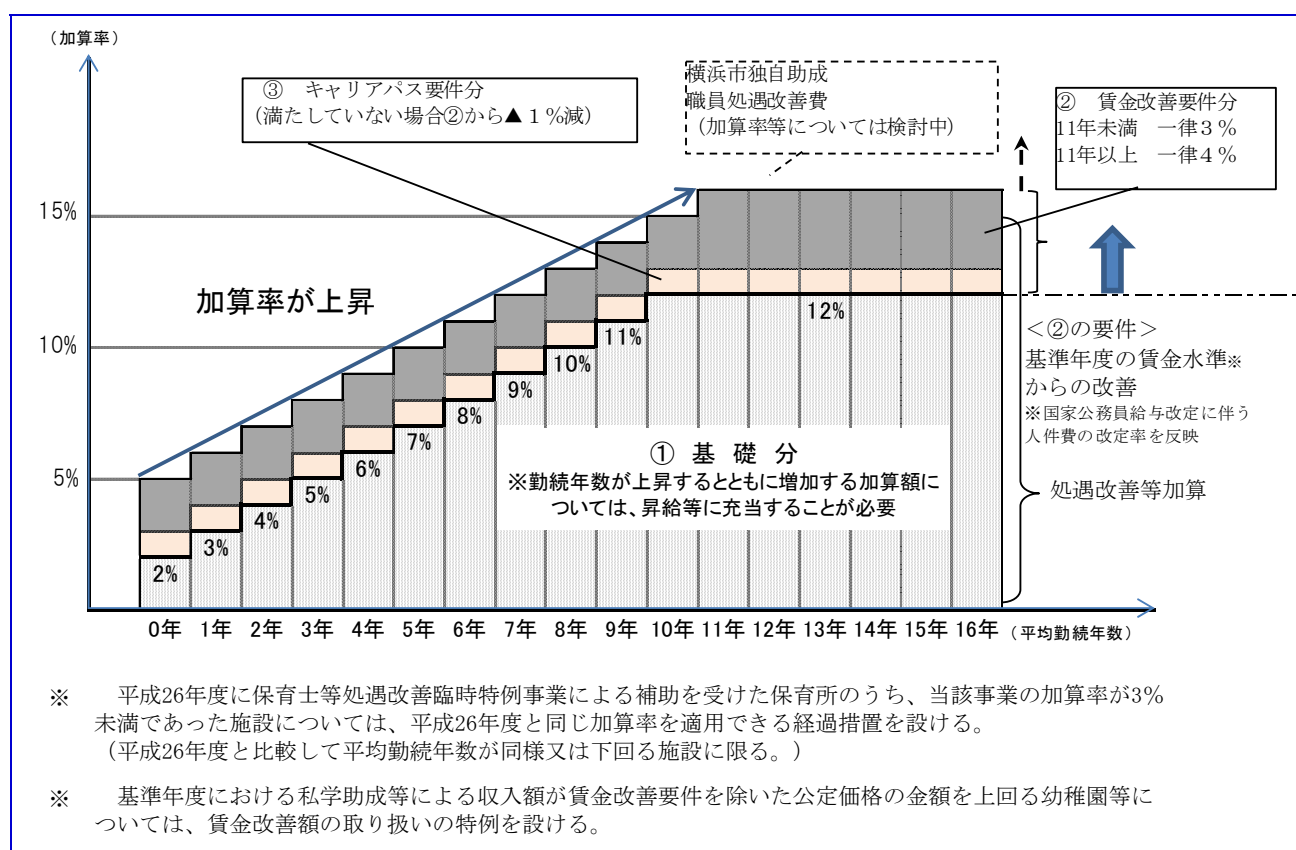 (加算率)
③　キャリアパス要件分
(満たしていない場合②から▲１%減)
横浜市独自助成
職員処遇改善費
(加算率等については検討中)
②　賃金改善要件分
11年未満　一律３％
11年以上　一律４％
15%
10%
5%
加算率が上昇
12%
11%
10%
9%
8%
7%
6%
5%
4%
3%
2%
＜②の要件＞
基準年度の賃金水準※
からの改善
※国家公務員給与改定に伴う
人件費の改定率を反映
① 基 礎 分
※勤続年数が上昇するとともに増加する加算額に
ついては、昇給等に充当することが必要
処遇改善等加算
0年 1年 2年 3年 4年 5年 6年 7年 8年 9年 10年 11年 12年 13年 14年 15年 16年 (平均勤続年数)
※　平成26年度に保育士等処遇改善臨時特例事業による補助を受けた保育所のうち、当該事業の加算率が3%
未満であった施設については、平成26年度と同じ加算率を適用できる経過措置を設ける。
（平成26年度と比較して平均勤続年数が同様又は下回る施設に限る。）
※　基準年度における私学助成等による収入額が賃金改善要件を除いた公定価格の金額を上回る幼稚園等に
ついては、賃金改善額の取り扱いの特例を設ける。